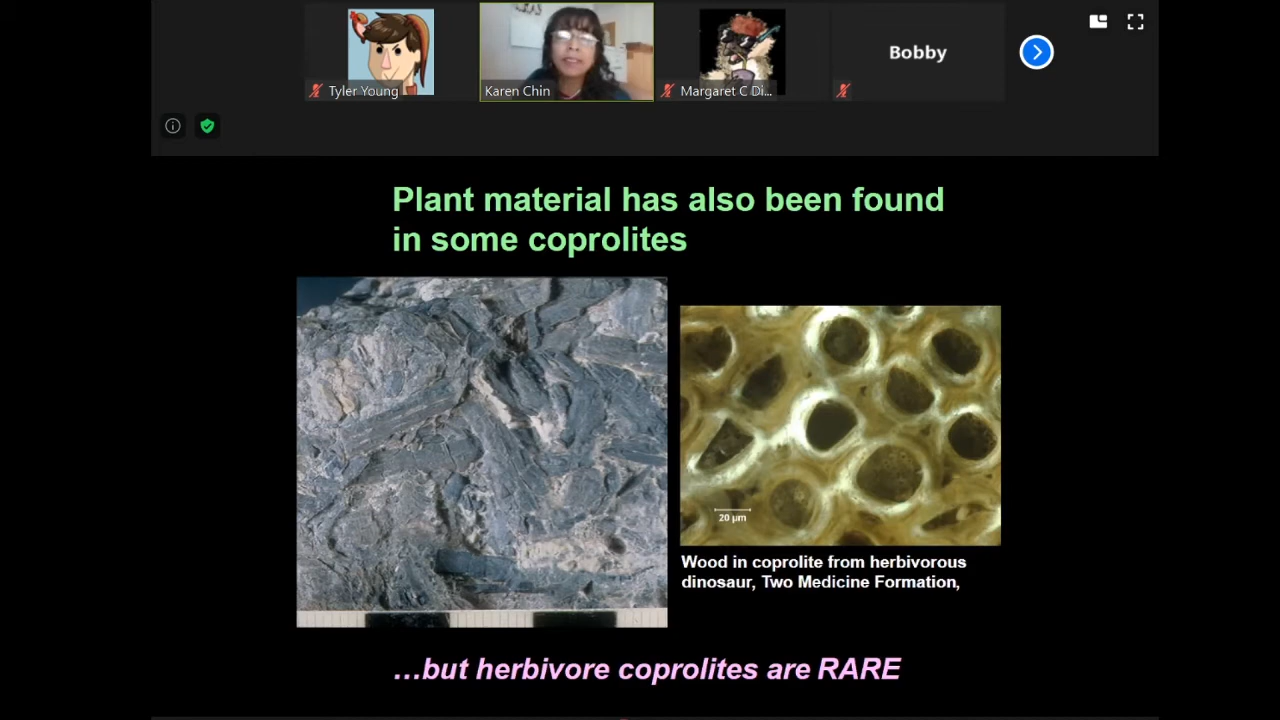 Bobby
Tyler Young
Karen Chin
Margaret C Di...
Plant material has also been found
in some coprolites
20 µm
Wood in coprolite from herbivorous
dinosaur, Two Medicine Formation,
...but herbivore coprolites are RARE